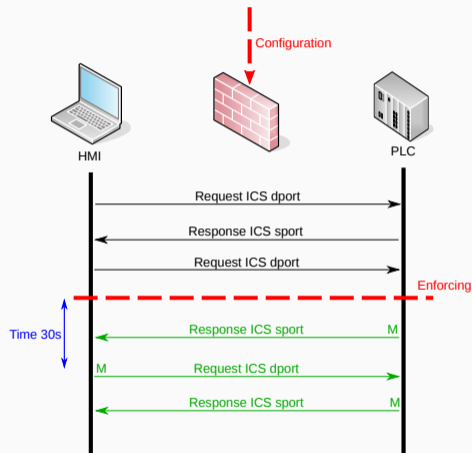 Configuration
HMI
PLC
Request ICS dport
Response ICS sport
Request ICS dport
Enforcing
Time 30s
Response ICS sport M
M Request ICS dport
Response ICS sport M